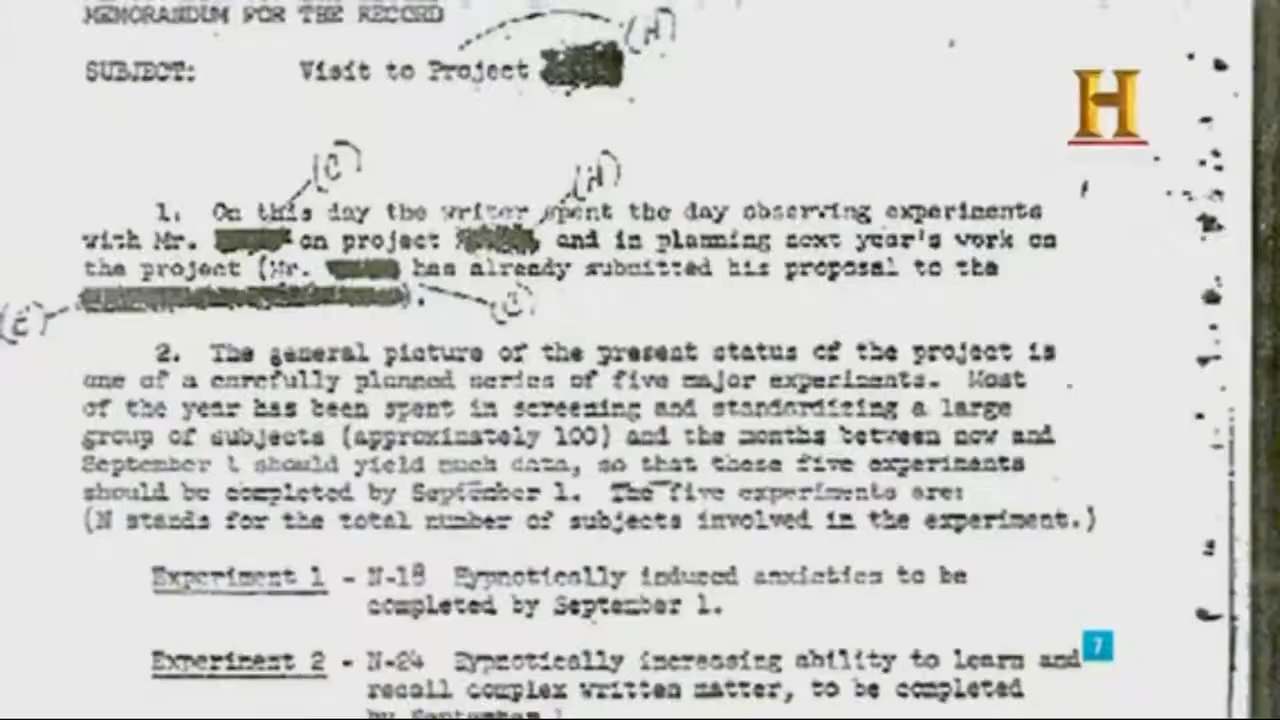 MEMORANDUM FOR THE RECORD
SUBJECT: Visit to Project
(A)
H
(C)
(A)
1. On this day the writer spent the day observing experiments
with Mr. on project , and in planning next year's work on
the project (Mr. has already submitted his proposal to the
).
(C)
(E)
2. The general picture of the present status of the project is
one of a carefully planned series of five major experiments. Most
of the year has been spent in screening and standardizing a large
group of subjects (approximately 100) and the months between now and
September 1 should yield much data, so that these five experiments
should be completed by September 1. The five experiments are:
(N stands for the total number of subjects involved in the experiment.)
Experiment 1 - N-18 Hypnotically induced anxieties to be
completed by September 1.
Experiment 2 - N-24 Hypnotically increasing ability to learn and
7
recall complex written matter, to be completed
by September 1